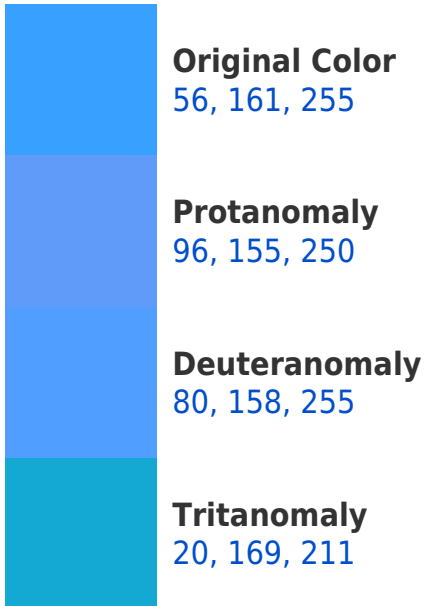 Original Color
56, 161, 255
Protanomaly
96, 155, 250
Deuteranomaly
80, 158, 255
Tritanomaly
20, 169, 211